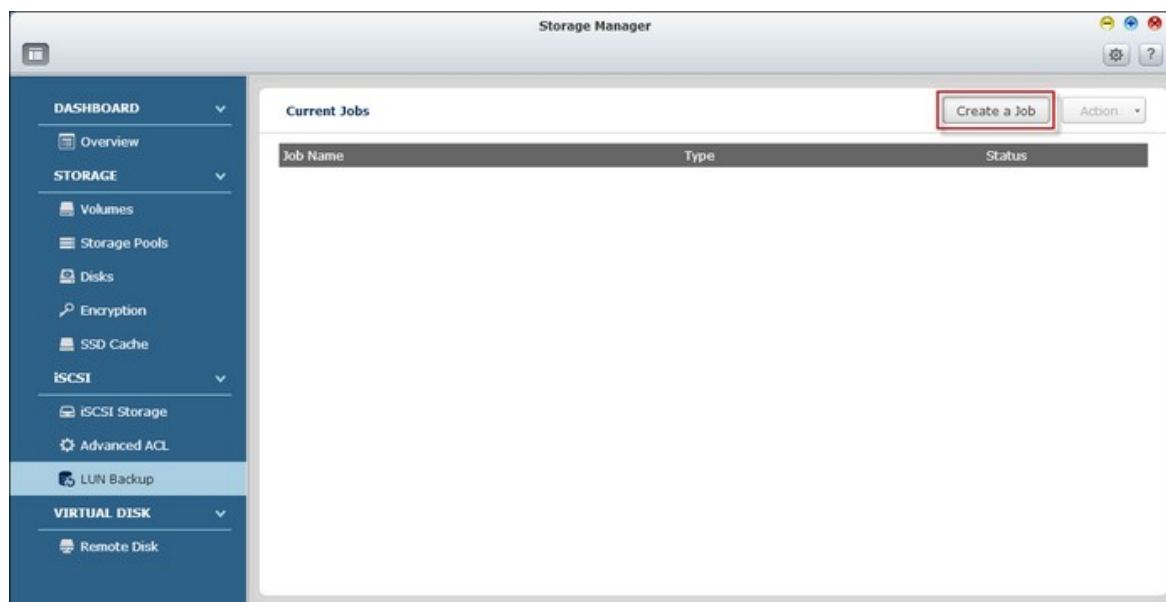 Storage Manager
?
DASHBOARD
Overview
STORAGE
Volumes
Storage Pools
Disks
Encryption
SSD Cache
iSCSI
iSCSI Storage
Advanced ACL
LUN Backup
VIRTUAL DISK
Remote Disk
Current Jobs
Create a Job
Action
Job Name Type Status